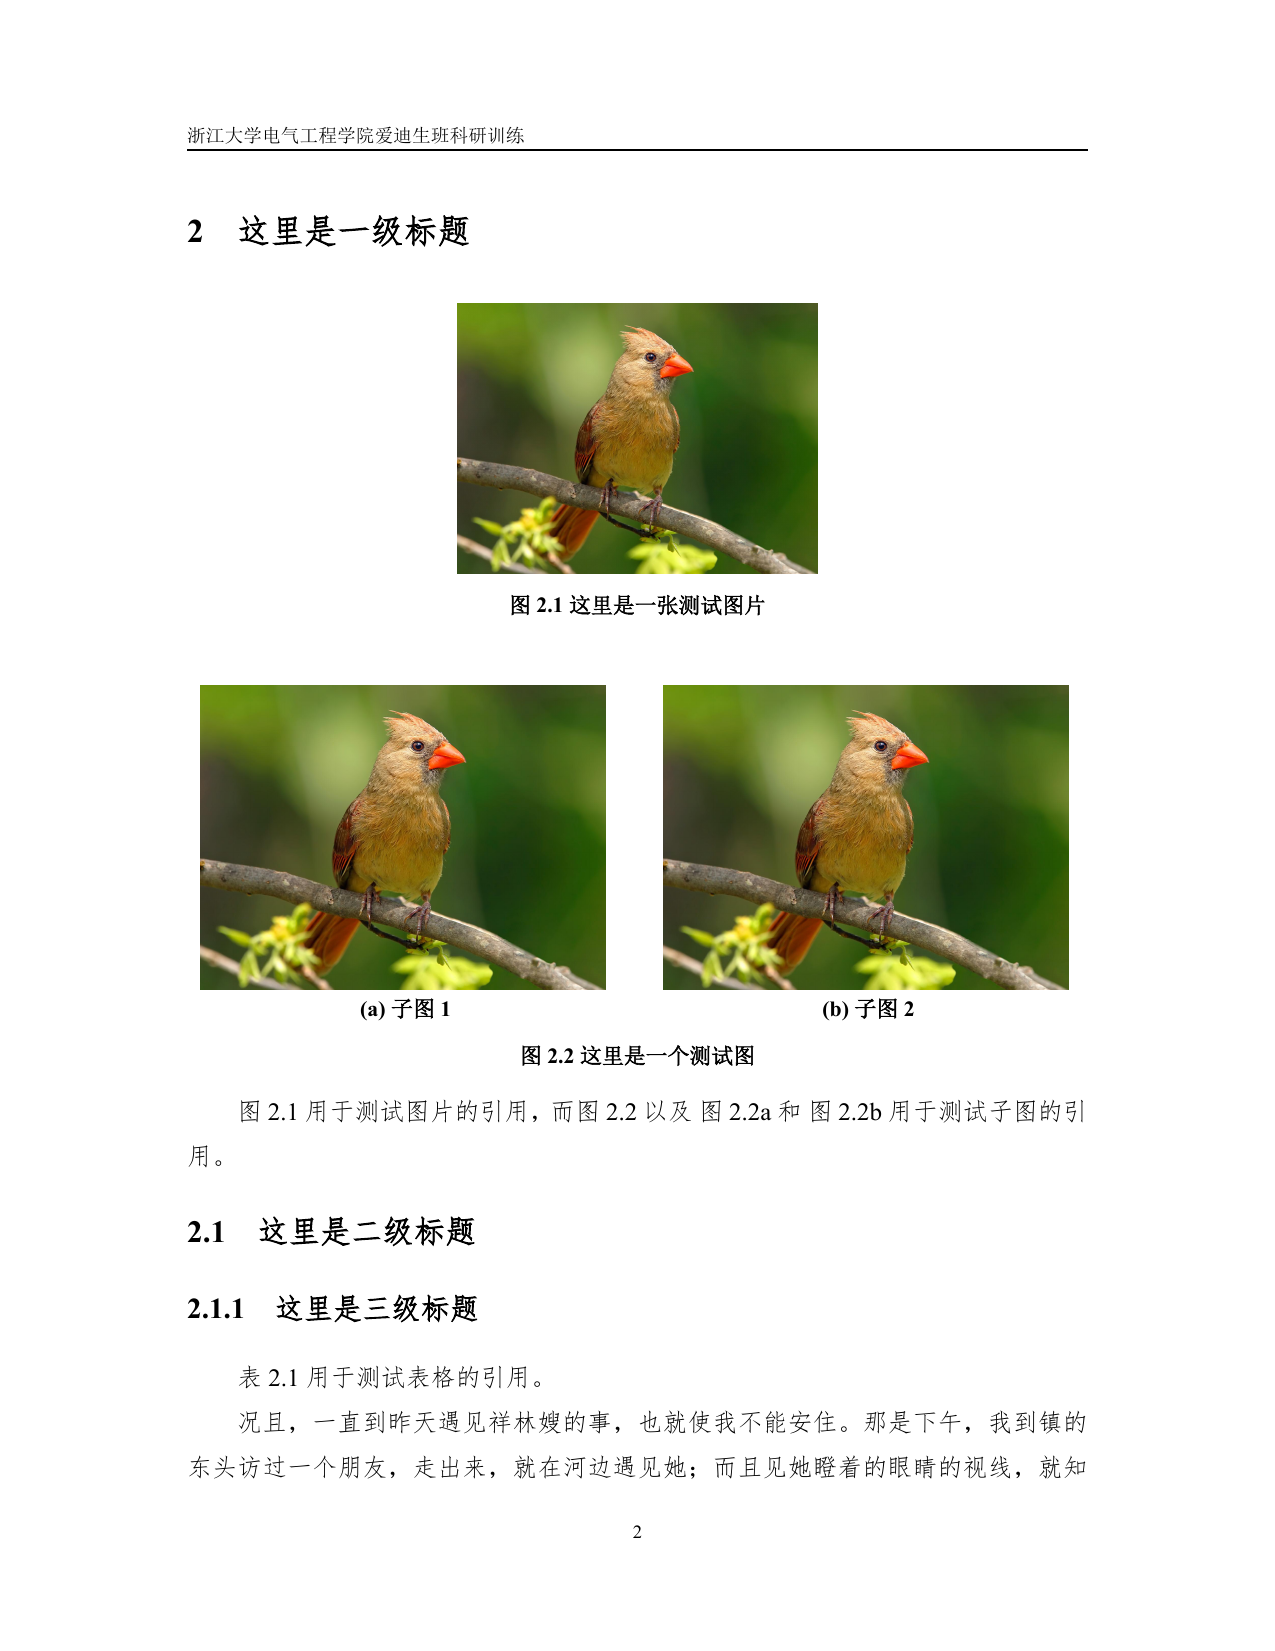 浙江大学电气工程学院爱迪生班科研训练
2 这里是一级标题
图 2.1 这里是一张测试图片
(a) 子图 1
(b) 子图 2
图 2.2 这里是一个测试图
图 2.1 用于测试图片的引用，而图 2.2 以及 图 2.2a 和 图 2.2b 用于测试子图的引
用。
2.1 这里是二级标题
2.1.1 这里是三级标题
表 2.1 用于测试表格的引用。
况且，一直到昨天遇见祥林嫂的事，也就使我不能安住。那是下午，我到镇的
东头访过一个朋友，走出来，就在河边遇见她；而且见她瞪着的眼睛的视线，就知
2